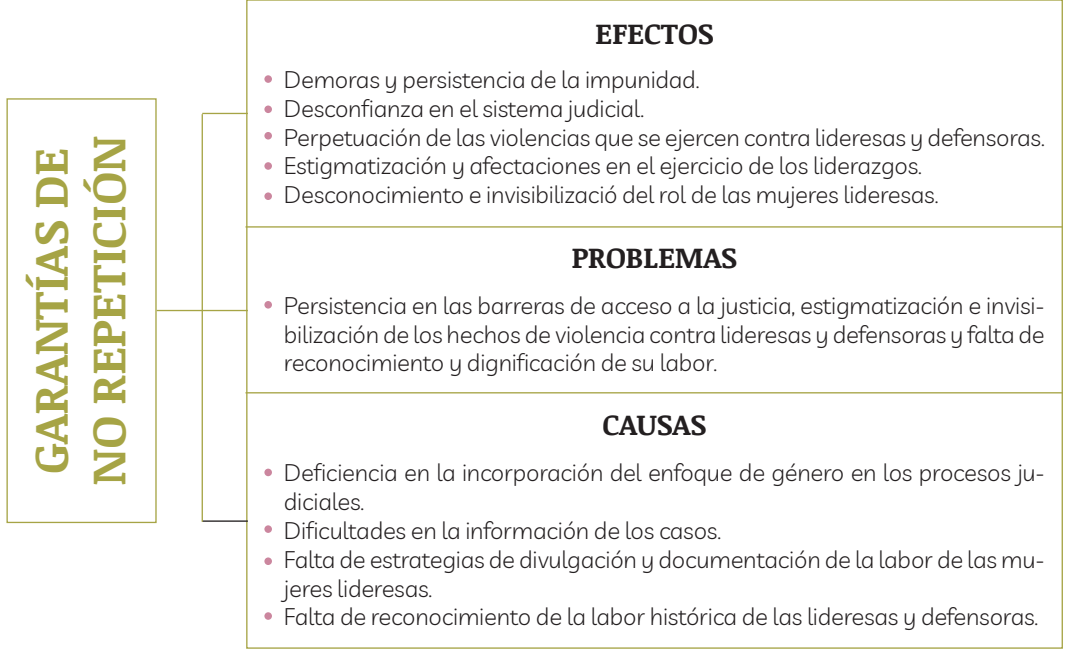 GARANTÍAS DE
NO REPETICIÓN
EFECTOS
• Demoras y persistencia de la impunidad.
• Desconfianza en el sistema judicial.
• Perpetuación de las violencias que se ejercen contra lideresas y defensoras.
• Estigmatización y afectaciones en el ejercicio de los liderazgos.
• Desconocimiento e invisibilizació del rol de las mujeres lideresas.
PROBLEMAS
• Persistencia en las barreras de acceso a la justicia, estigmatización e invisi-
bilización de los hechos de violencia contra lideresas y defensoras y falta de
reconocimiento y dignificación de su labor.
CAUSAS
• Deficiencia en la incorporación del enfoque de género en los procesos ju-
diciales.
• Dificultades en la información de los casos.
• Falta de estrategias de divulgación y documentación de la labor de las mu-
jeres lideresas.
• Falta de reconocimiento de la labor histórica de las lideresas y defensoras.